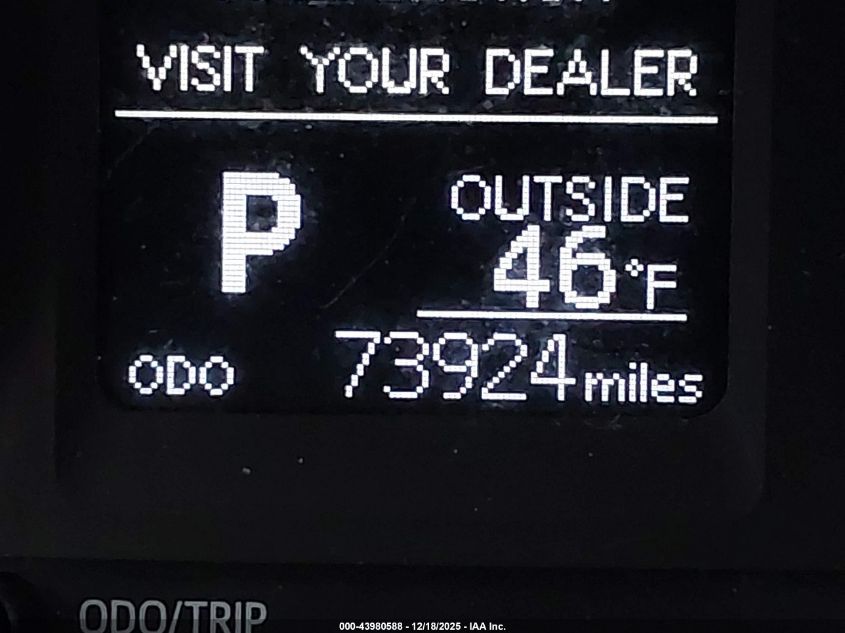 VISIT YOUR DEALER
P
OUTSIDE
46°F
ODO 73924 miles
ODO/TRIP
000-43980588 - 12/18/2025 - IAA Inc.